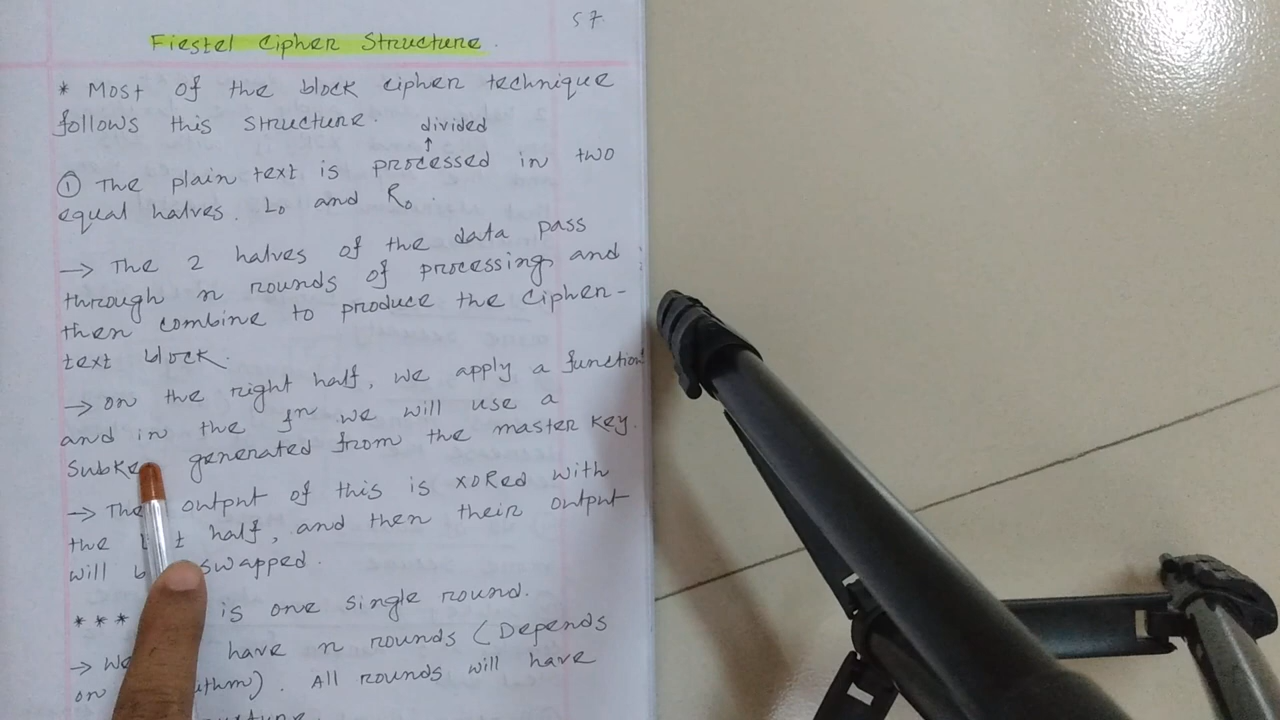 57
Fiestel Cipher Structure.
* Most of the block cipher technique
follows this structure.
divided
↑
① The plain text is processed in two
equal halves. L₀ and R₀.
→ The 2 halves of the data pass
through n rounds of processing and
then combine to produce the cipher-
text block.
→ On the right half, we apply a function
and in the fⁿ we will use a
Subke generated from the master key.
→ The output of this is XORed with
the half, and then their output
will swapped.
*** is one single round.
→ We have n rounds (Depends
on). All rounds will have